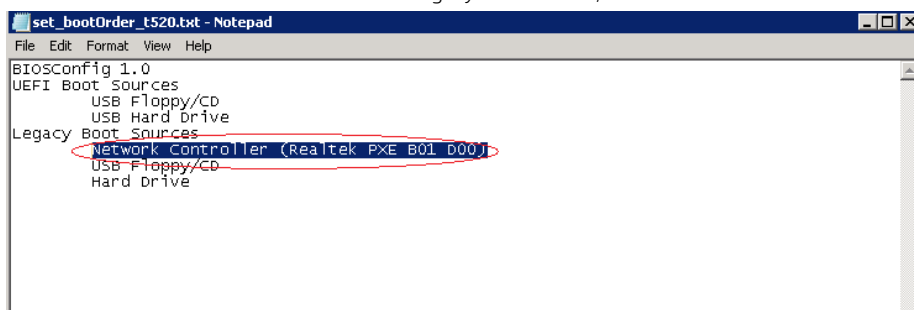 set_bootOrder_t520.txt - Notepad
File Edit Format View Help
BIOSConfig 1.0
UEFI Boot Sources
USB Floppy/CD
USB Hard Drive
Legacy Boot Sources
Network Controller (Realtek PXE B01 D00)
USB Floppy/CD
Hard Drive